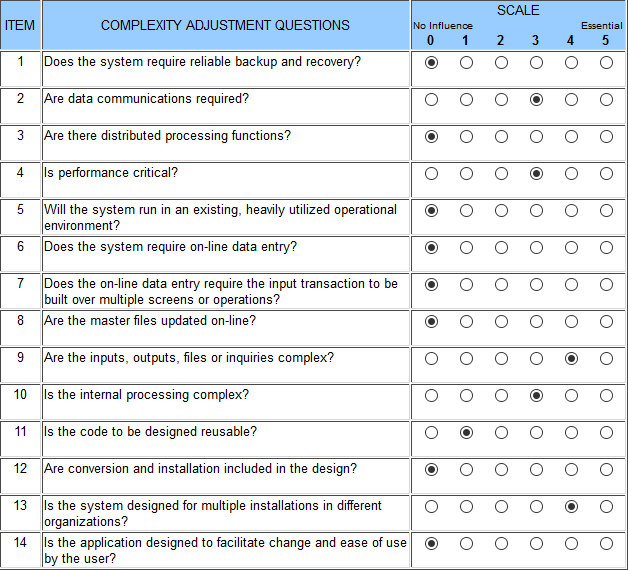 ITEM COMPLEXITY ADJUSTMENT QUESTIONS SCALE
No Influence Essential
0 1 2 3 4 5
1 Does the system require reliable backup and recovery?
2 Are data communications required?
3 Are there distributed processing functions?
4 Is performance critical?
5 Will the system run in an existing, heavily utilized operational
environment?
6 Does the system require on-line data entry?
7 Does the on-line data entry require the input transaction to be
built over multiple screens or operations?
8 Are the master files updated on-line?
9 Are the inputs, outputs, files or inquiries complex?
10 Is the internal processing complex?
11 Is the code to be designed reusable?
12 Are conversion and installation included in the design?
13 Is the system designed for multiple installations in different
organizations?
14 Is the application designed to facilitate change and ease of use
by the user?